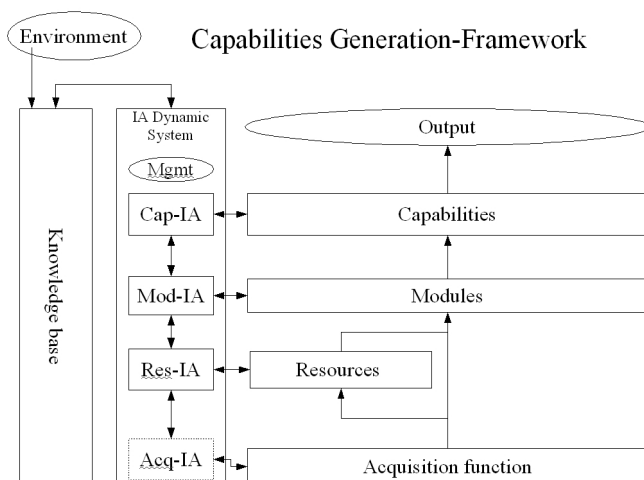 Environment
Capabilities Generation-Framework
IA Dynamic
System
Output
Mgmt
Cap-IA
Capabilities
Knowledge base
Mod-IA
Modules
Res-IA
Resources
Acq-IA
Acquisition function